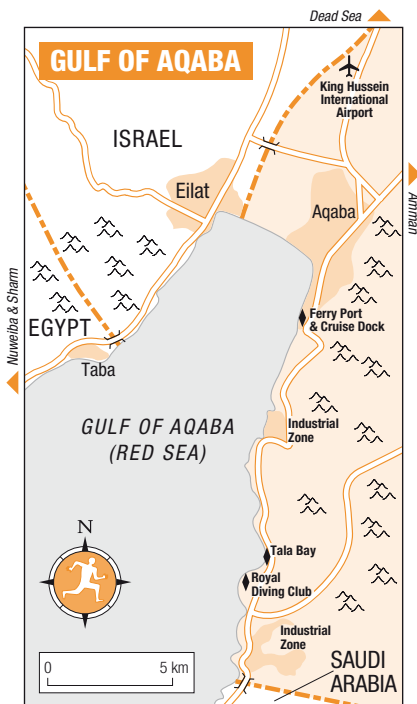 Dead Sea
GULF OF AQABA
King Hussein
International
Airport
ISRAEL
Eilat
Aqaba
Amman
Nuweiba & Sharm
EGYPT
Taba
Ferry Port
& Cruise Dock
GULF OF AQABA
(RED SEA)
Industrial
Zone
N
Tala Bay
Royal
Diving Club
Industrial
Zone
0 5 km
SAUDI
ARABIA